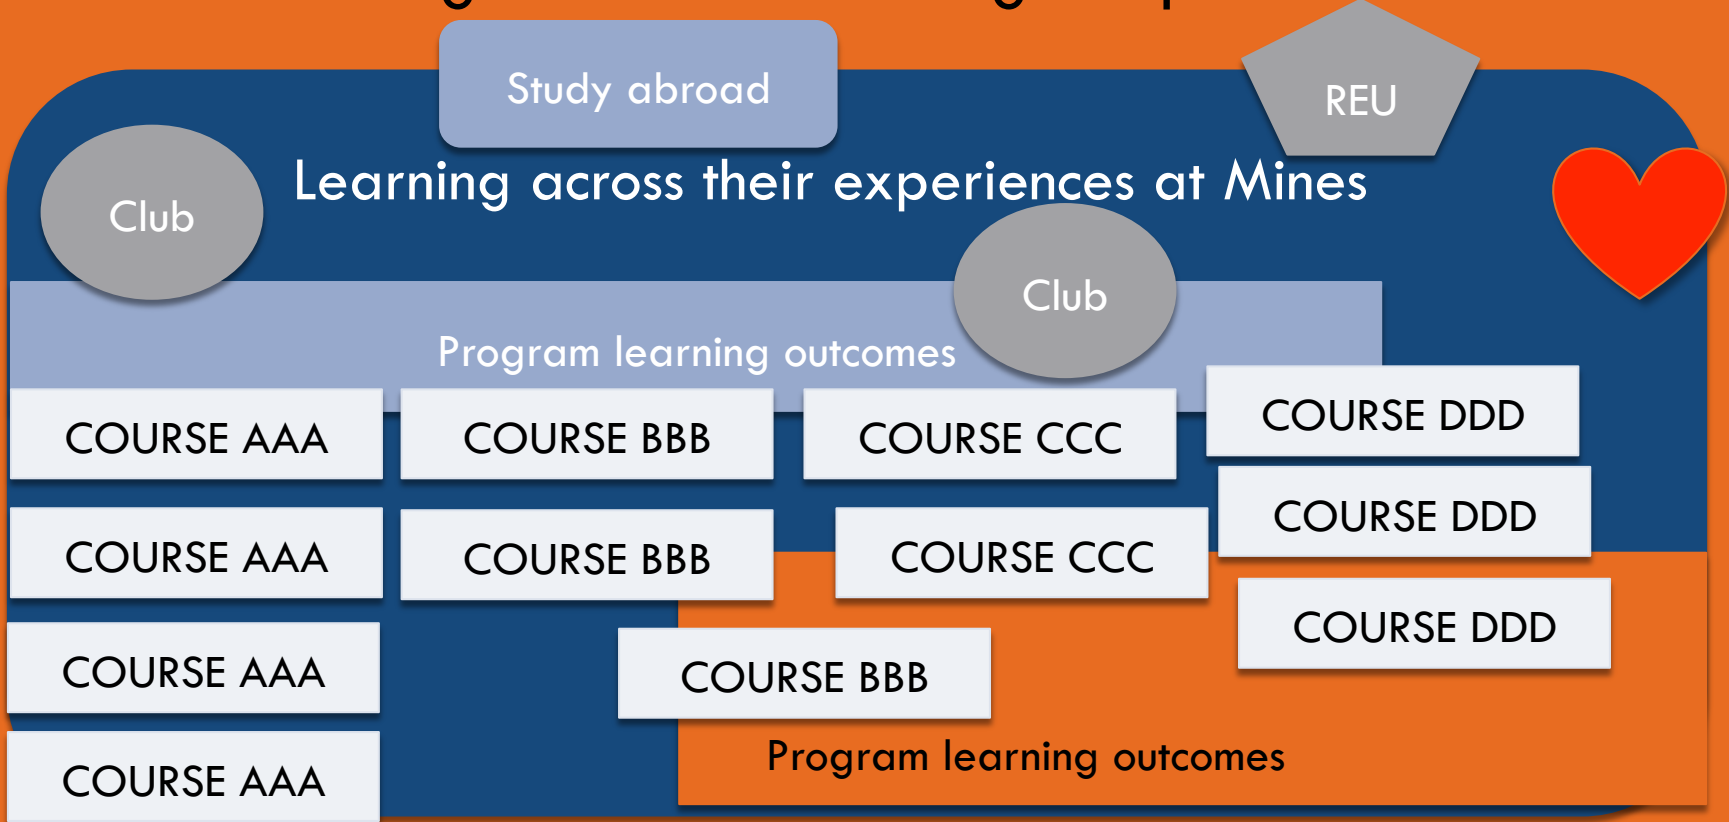 Study abroad
REU
Learning across their experiences at Mines
Club
Club
Program learning outcomes
COURSE AAA
COURSE BBB
COURSE CCC
COURSE DDD
COURSE DDD
COURSE AAA
COURSE BBB
COURSE CCC
COURSE DDD
COURSE AAA
COURSE BBB
Program learning outcomes
COURSE AAA